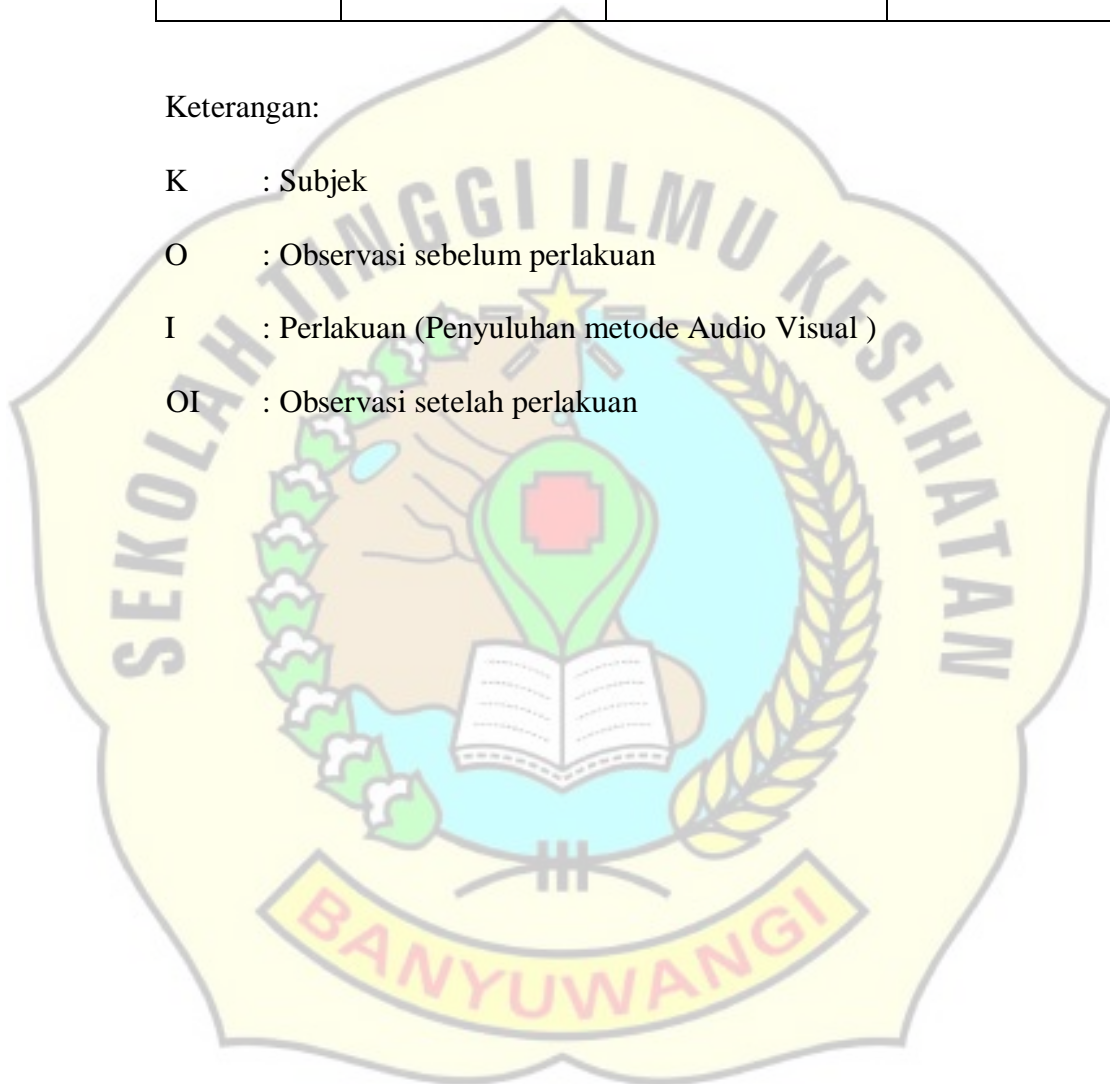 Keterangan:
K : Subjek
O : Observasi sebelum perlakuan
I : Perlakuan (Penyuluhan metode Audio Visual )
OI : Observasi setelah perlakuan
SEKOLAH TINGGI ILMU KESEHATAN
BANYUWANGI